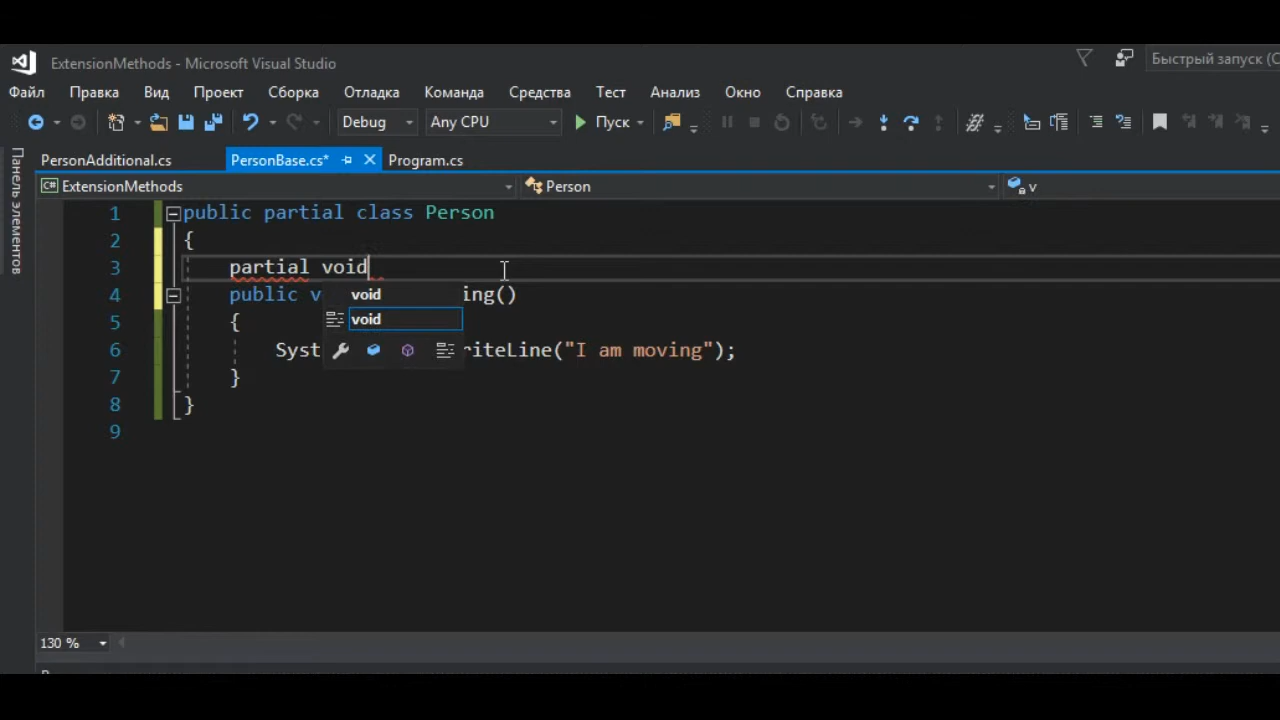 ExtensionMethods - Microsoft Visual Studio
Быстрый запуск (C
Файл Правка Вид Проект Сборка Отладка Команда Средства Тест Анализ Окно Справка
Debug Any CPU Пуск
Панель элементов
PersonAdditional.cs PersonBase.cs* Program.cs
C# ExtensionMethods Person v
1 public partial class Person
2 {
3 partial void
4 public v ing()
void
5 {
void
6 Syst riteLine("I am moving");
7 }
8 }
9
130 %